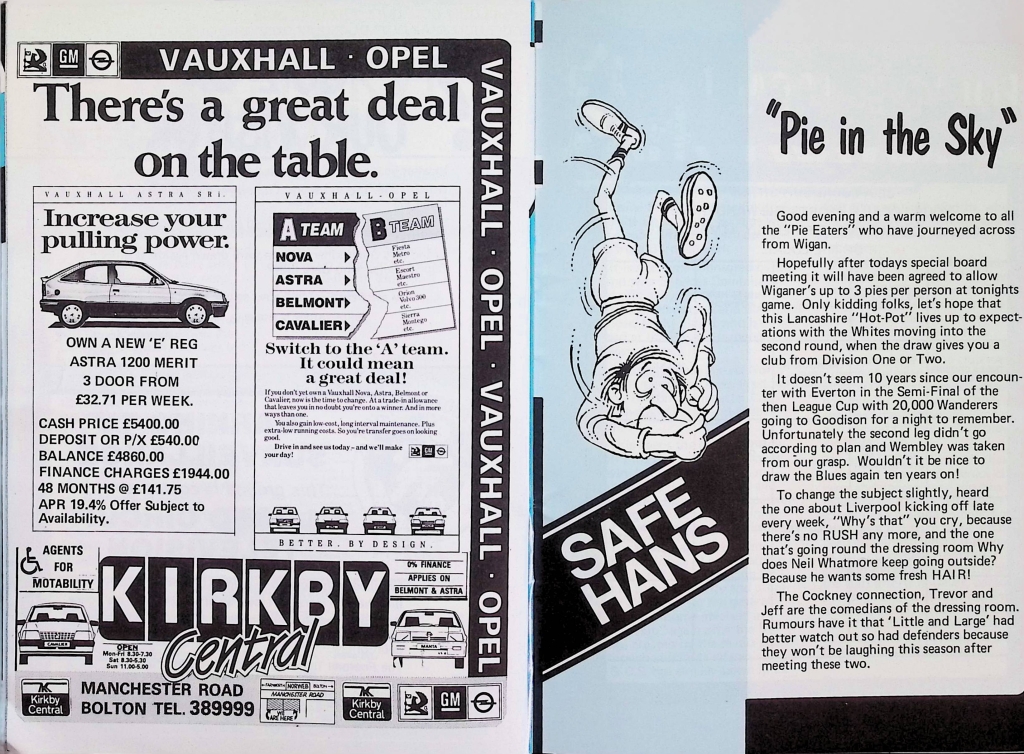 GM
VAUXHALL · OPEL
VAUXHALL · OPEL · VAUXHALL · OPEL
There's a great deal
on the table.
VAUXHALL ASTRA SRi.
Increase your
pulling power.
OWN A NEW 'E' REG
ASTRA 1200 MERIT
3 DOOR FROM
£32.71 PER WEEK.
CASH PRICE £5400.00
DEPOSIT OR P/X £540.00
BALANCE £4860.00
FINANCE CHARGES £1944.00
48 MONTHS @ £141.75
APR 19.4% Offer Subject to
Availability.
VAUXHALL-OPEL
A TEAM
B TEAM
NOVA
ASTRA
BELMONT
CAVALIER
Fiesta
Metro
etc.
Escort
Maestro
etc.
Orion
Volvo 300
etc.
Sierra
Montego
etc.
Switch to the 'A' team.
It could mean
a great deal!
If you don't yet own a Vauxhall Nova, Astra, Belmont or
Cavalier, now is the time to change. At a trade-in allowance
that leaves you in no doubt you're onto a winner. And in more
ways than one.
You also gain low-cost, long interval maintenance. Plus
extra-low running costs. So you're transfer goes on looking
good.
Drive in and see us today – and we'll make
your day!
GM
BETTER. BY DESIGN.
AGENTS
FOR
MOTABILITY
KIRKBY
Central
0% FINANCE
APPLIES ON
BELMONT & ASTRA
CAVALIER
MANTA
OPEN
Mon-Fri 8.30-7.30
Sat 8.30-5.30
Sun 11.00-5.00
Kirkby
Central
MANCHESTER ROAD
BOLTON TEL. 389999
NORWEB
BOLTON
MANCHESTER ROAD
WE
ARE HERE
Kirkby
Central
GM
SAFE
HANS
"Pie in the Sky"
Good evening and a warm welcome to all
the "Pie Eaters" who have journeyed across
from Wigan.
Hopefully after todays special board
meeting it will have been agreed to allow
Wiganer's up to 3 pies per person at tonights
game. Only kidding folks, let's hope that
this Lancashire "Hot-Pot" lives up to expect-
ations with the Whites moving into the
second round, when the draw gives you a
club from Division One or Two.
It doesn't seem 10 years since our encoun-
ter with Everton in the Semi-Final of the
then League Cup with 20,000 Wanderers
going to Goodison for a night to remember.
Unfortunately the second leg didn't go
according to plan and Wembley was taken
from our grasp. Wouldn't it be nice to
draw the Blues again ten years on!
To change the subject slightly, heard
the one about Liverpool kicking off late
every week, "Why's that" you cry, because
there's no RUSH any more, and the one
that's going round the dressing room Why
does Neil Whatmore keep going outside?
Because he wants some fresh HAIR!
The Cockney connection, Trevor and
Jeff are the comedians of the dressing room.
Rumours have it that 'Little and Large' had
better watch out so had defenders because
they won't be laughing this season after
meeting these two.